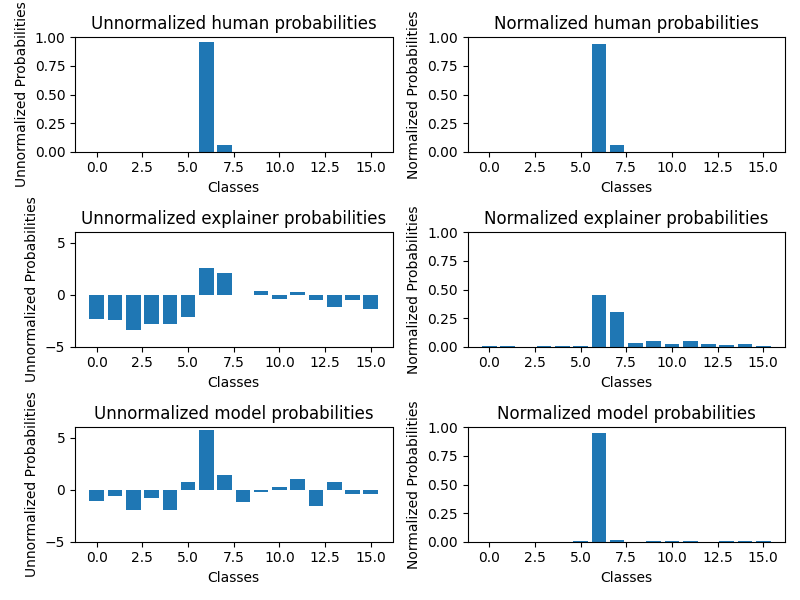 Unnormalized human probabilities
Unnormalized Probabilities
1.00
0.75
0.50
0.25
0.00
0.0 2.5 5.0 7.5 10.0 12.5 15.0
Classes
Normalized human probabilities
Normalized Probabilities
1.00
0.75
0.50
0.25
0.00
0.0 2.5 5.0 7.5 10.0 12.5 15.0
Classes
Unnormalized explainer probabilities
Unnormalized Probabilities
5
0
−5
0.0 2.5 5.0 7.5 10.0 12.5 15.0
Classes
Normalized explainer probabilities
Normalized Probabilities
1.00
0.75
0.50
0.25
0.00
0.0 2.5 5.0 7.5 10.0 12.5 15.0
Classes
Unnormalized model probabilities
Unnormalized Probabilities
5
0
−5
0.0 2.5 5.0 7.5 10.0 12.5 15.0
Classes
Normalized model probabilities
Normalized Probabilities
1.00
0.75
0.50
0.25
0.00
0.0 2.5 5.0 7.5 10.0 12.5 15.0
Classes